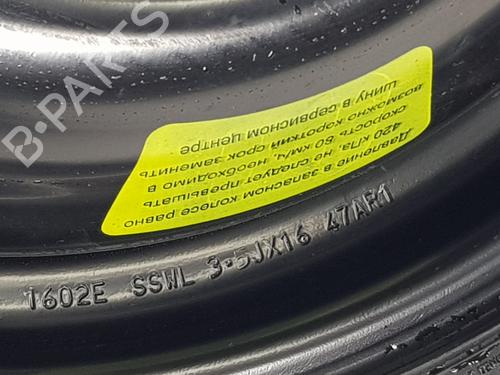 Давление в запасном колесе равно
420 кПа. не следует превышать
скорость 80 км/ч, необходимо в
возможно короткий срок заменить
шину в сервисном центре
1602E SSWL 3.5JX16 47AR1
B-PARTS